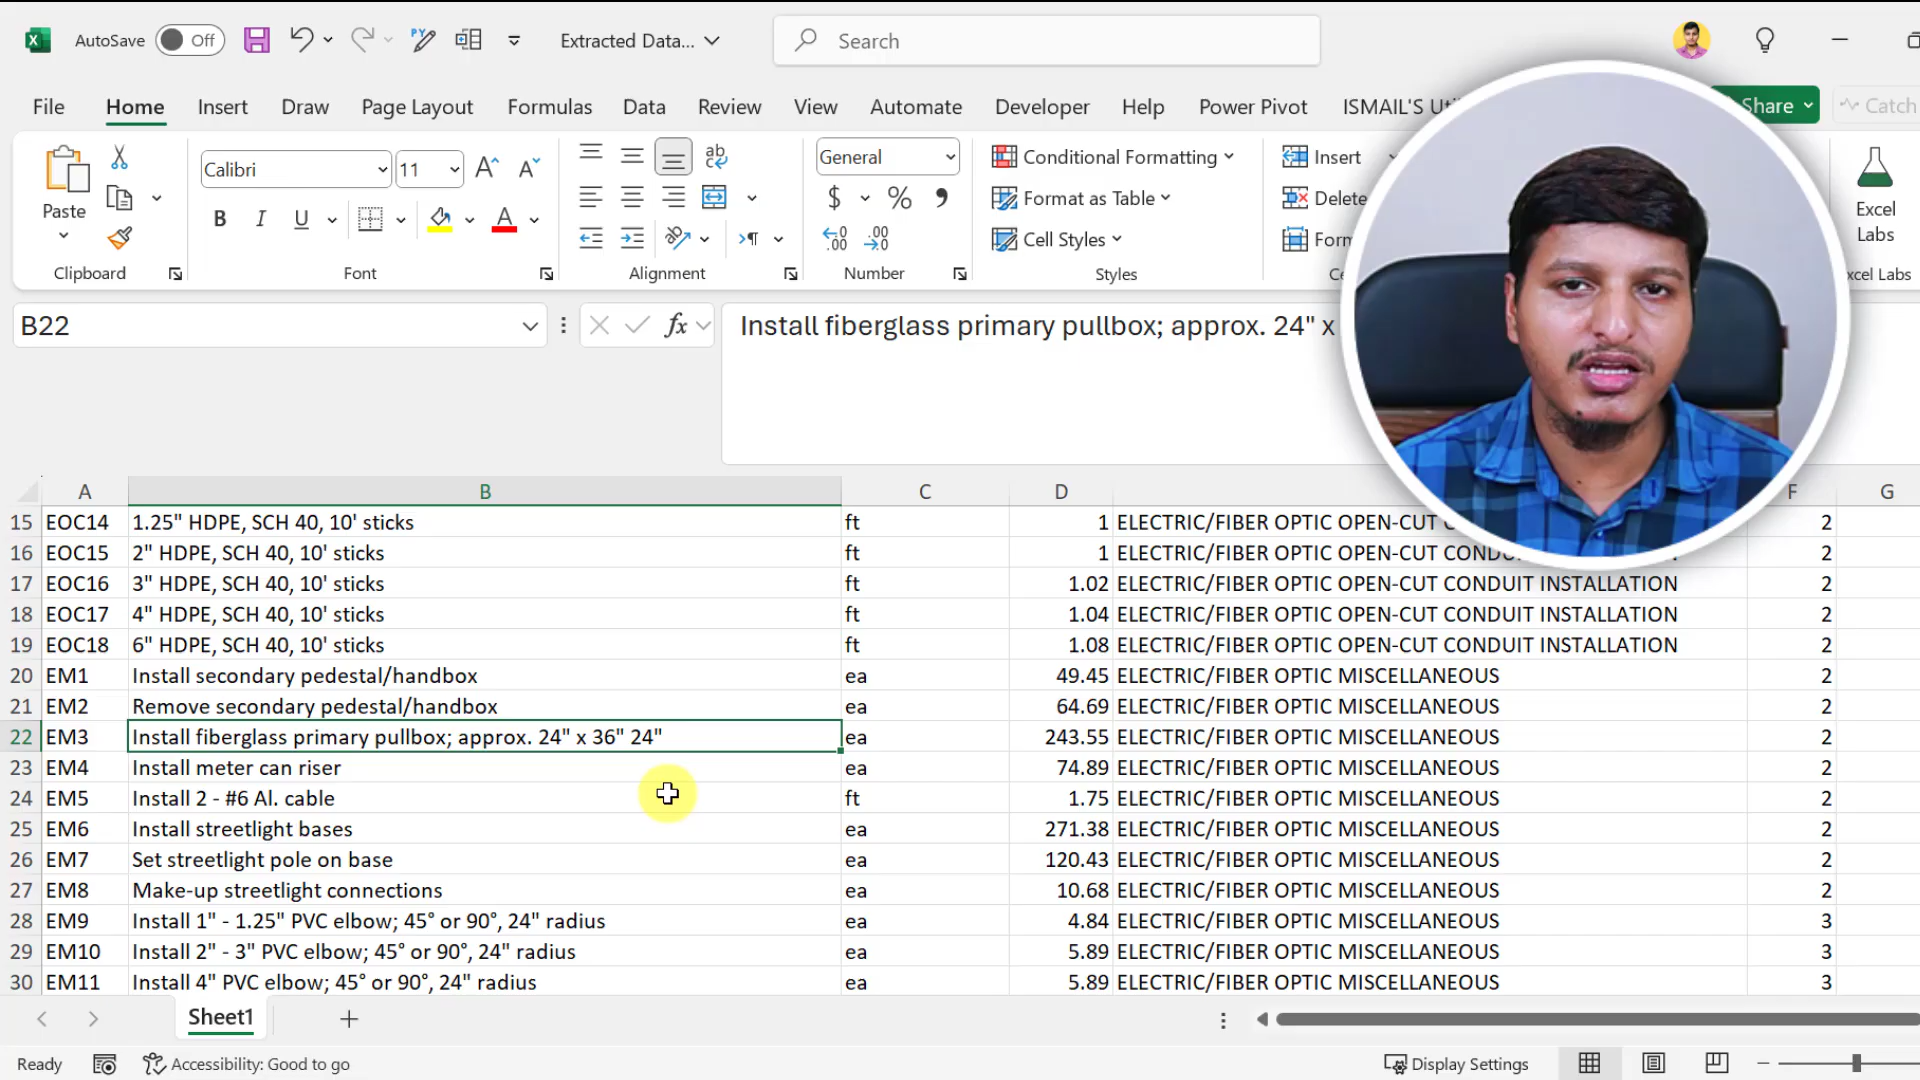 AutoSave Off Extracted Data... Search
File Home Insert Draw Page Layout Formulas Data Review View Automate Developer Help Power Pivot ISMAIL'S Share Catch
Paste
Calibri 11 General Conditional Formatting Insert
Format as Table Delete
Cell Styles
Excel
Labs
Clipboard Font Alignment Number Styles
B22 fx Install fiberglass primary pullbox; approx. 24" x
A B C D F G
15 EOC14 1.25" HDPE, SCH 40, 10' sticks ft 1 ELECTRIC/FIBER OPTIC OPEN-CUT 2
16 EOC15 2" HDPE, SCH 40, 10' sticks ft 1 ELECTRIC/FIBER OPTIC OPEN-CUT 2
17 EOC16 3" HDPE, SCH 40, 10' sticks ft 1.02 ELECTRIC/FIBER OPTIC OPEN-CUT CONDUIT INSTALLATION 2
18 EOC17 4" HDPE, SCH 40, 10' sticks ft 1.04 ELECTRIC/FIBER OPTIC OPEN-CUT CONDUIT INSTALLATION 2
19 EOC18 6" HDPE, SCH 40, 10' sticks ft 1.08 ELECTRIC/FIBER OPTIC OPEN-CUT CONDUIT INSTALLATION 2
20 EM1 Install secondary pedestal/handbox ea 49.45 ELECTRIC/FIBER OPTIC MISCELLANEOUS 2
21 EM2 Remove secondary pedestal/handbox ea 64.69 ELECTRIC/FIBER OPTIC MISCELLANEOUS 2
22 EM3 Install fiberglass primary pullbox; approx. 24" x 36" 24" ea 243.55 ELECTRIC/FIBER OPTIC MISCELLANEOUS 2
23 EM4 Install meter can riser ea 74.89 ELECTRIC/FIBER OPTIC MISCELLANEOUS 2
24 EM5 Install 2 - #6 Al. cable ft 1.75 ELECTRIC/FIBER OPTIC MISCELLANEOUS 2
25 EM6 Install streetlight bases ea 271.38 ELECTRIC/FIBER OPTIC MISCELLANEOUS 2
26 EM7 Set streetlight pole on base ea 120.43 ELECTRIC/FIBER OPTIC MISCELLANEOUS 2
27 EM8 Make-up streetlight connections ea 10.68 ELECTRIC/FIBER OPTIC MISCELLANEOUS 2
28 EM9 Install 1" - 1.25" PVC elbow; 45° or 90°, 24" radius ea 4.84 ELECTRIC/FIBER OPTIC MISCELLANEOUS 3
29 EM10 Install 2" - 3" PVC elbow; 45° or 90°, 24" radius ea 5.89 ELECTRIC/FIBER OPTIC MISCELLANEOUS 3
30 EM11 Install 4" PVC elbow; 45° or 90°, 24" radius ea 5.89 ELECTRIC/FIBER OPTIC MISCELLANEOUS 3
Sheet1
Ready Accessibility: Good to go Display Settings